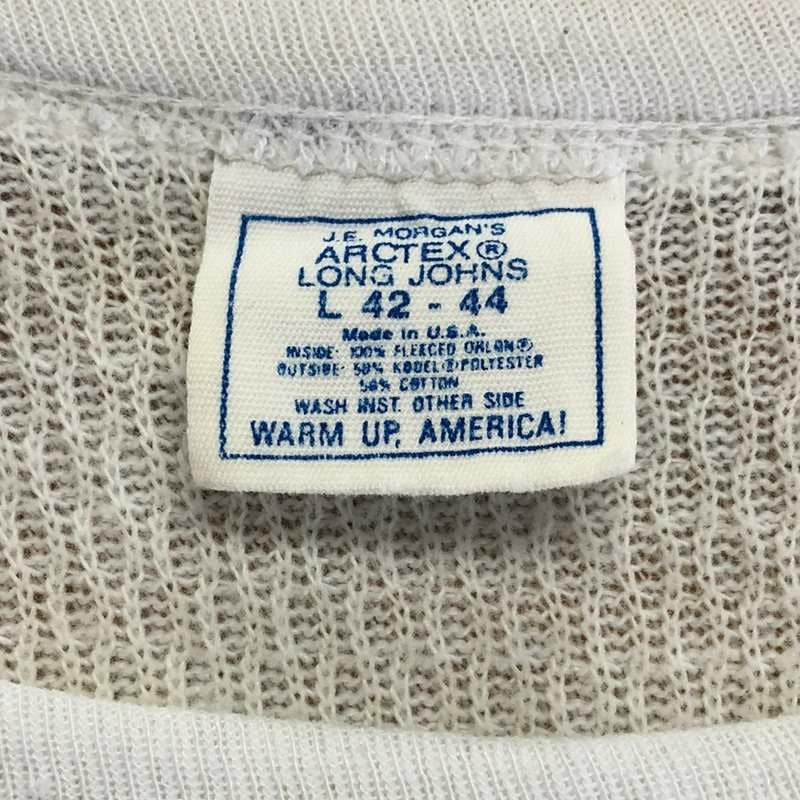 J.E. MORGAN'S
ARCTEX®
LONG JOHNS
L 42 - 44
Made in U.S.A.
INSIDE: 100% FLEECED ORLON®
OUTSIDE: 50% KODEL® POLYESTER
50% COTTON
WASH INST. OTHER SIDE
WARM UP, AMERICA!